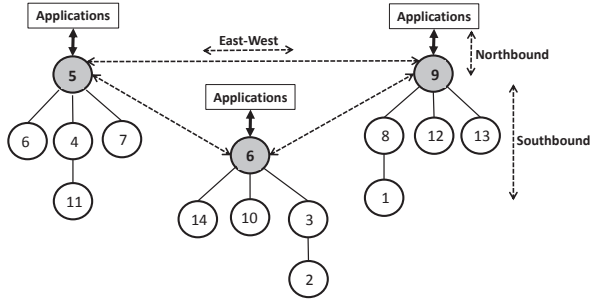 Applications
Applications
East-West
Northbound
5
9
Applications
6
4
7
8
12
13
Southbound
6
11
1
14
10
3
2